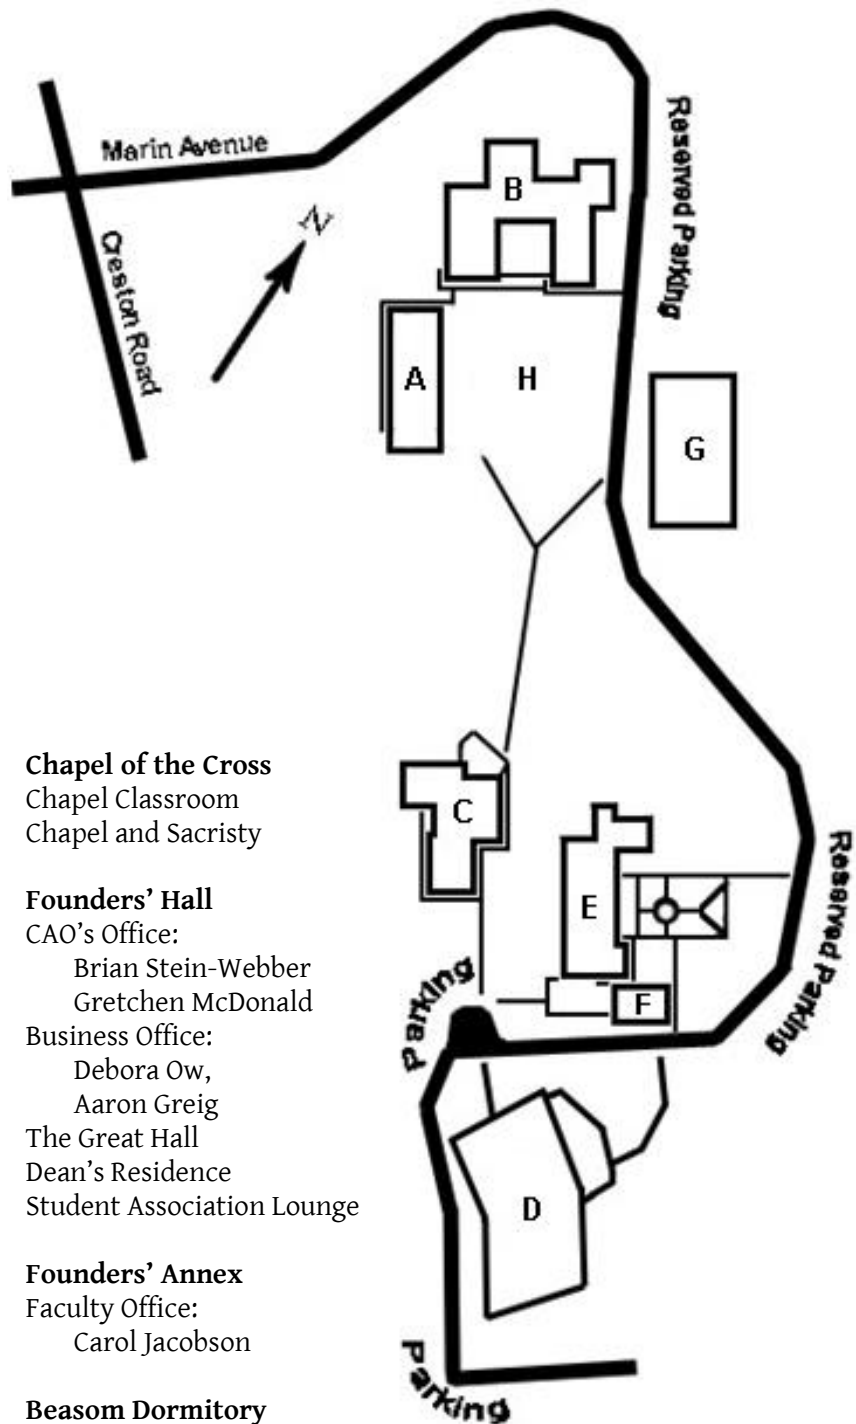 Marin Avenue
Creston Road
N
Reserved Parking
B
A
H
G
C
E
F
Reserved Parking
Parking
D
Parking
Chapel of the Cross
Chapel Classroom
Chapel and Sacristy
Founders’ Hall
CAO’s Office:
Brian Stein-Webber
Gretchen McDonald
Business Office:
Debora Ow,
Aaron Greig
The Great Hall
Dean’s Residence
Student Association Lounge
Founders’ Annex
Faculty Office:
Carol Jacobson
Beasom Dormitory